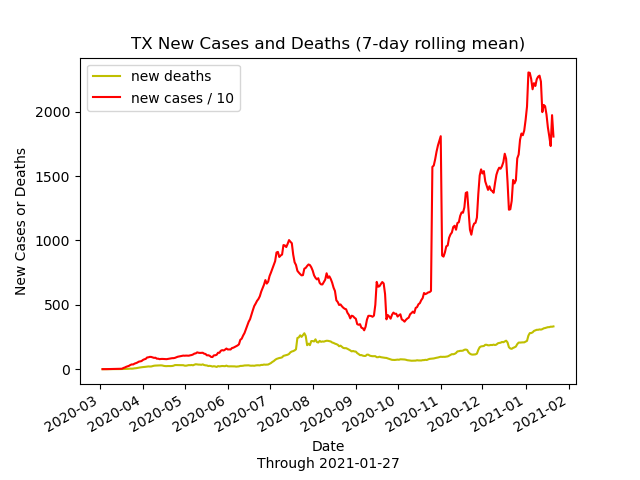 TX New Cases and Deaths (7-day rolling mean)
new deaths
new cases / 10
New Cases or Deaths
2000
1500
1000
500
0
2020-03
2020-04
2020-05
2020-06
2020-07
2020-08
2020-09
2020-10
2020-11
2020-12
2021-01
2021-02
Date
Through 2021-01-27